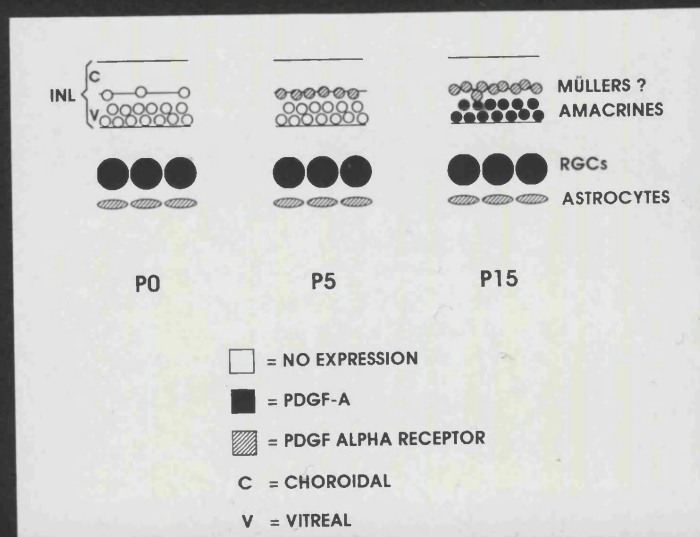 C
INL
V
MÜLLERS ?
AMACRINES
RGCs
ASTROCYTES
P0 P5 P15
= NO EXPRESSION
= PDGF-A
= PDGF ALPHA RECEPTOR
C = CHOROIDAL
V = VITREAL